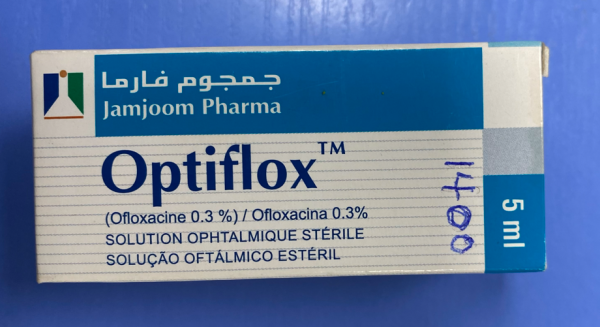 جمجوم فارما
Jamjoom Pharma
Optiflox™
(Ofloxacine 0.3 %) / Ofloxacina 0.3%
SOLUTION OPHTALMIQUE STÉRILE
SOLUÇÃO OFTÁLMICO ESTÉRIL
1400
5 ml